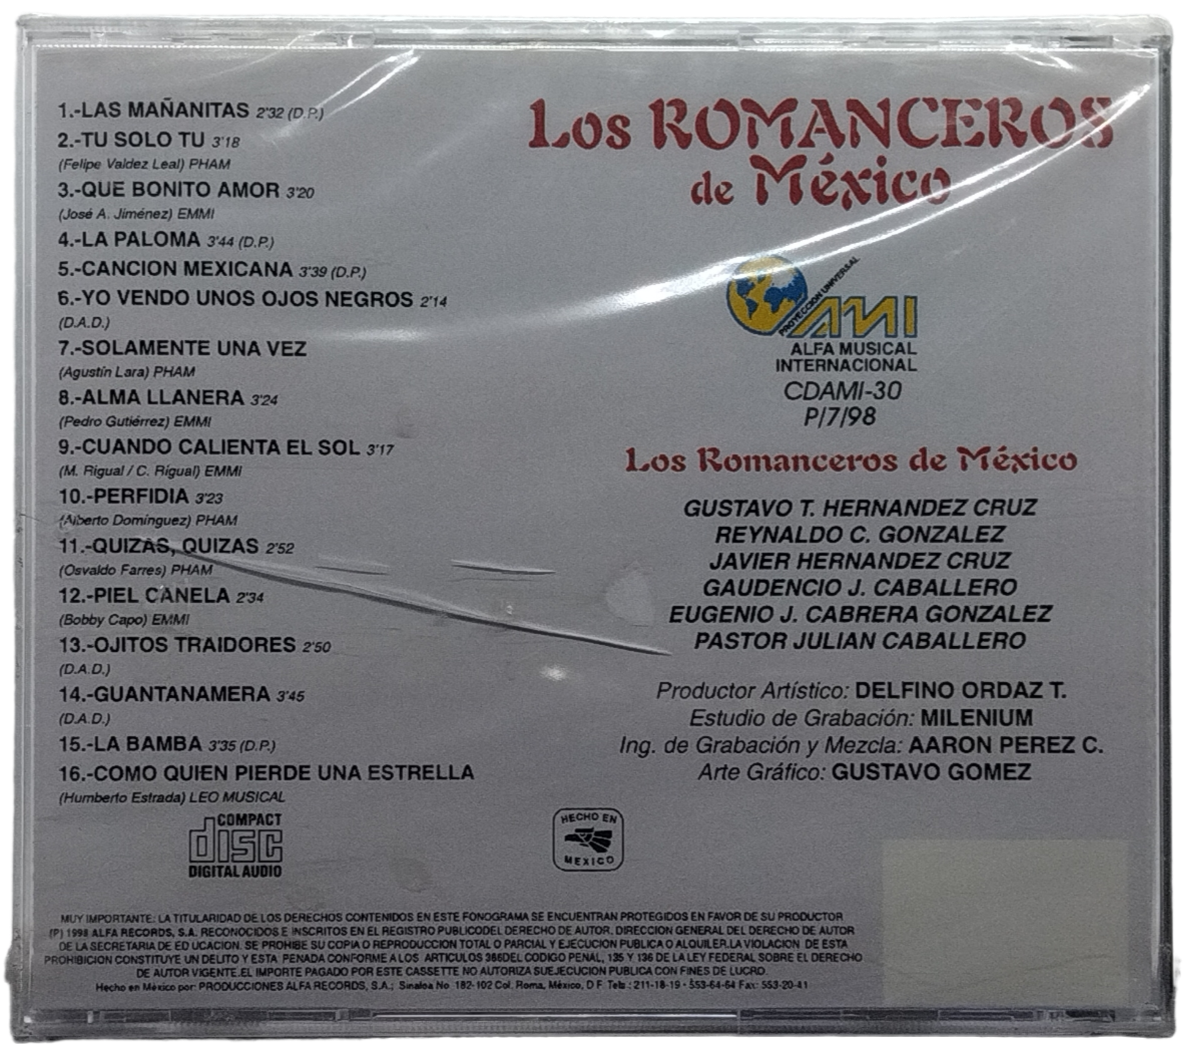 1.-LAS MAÑANITAS 2'32 (D.P.)
2.-TU SOLO TU 3'18
(Felipe Valdez Leal) PHAM
3.-QUE BONITO AMOR 3'20
(José A. Jiménez) EMMI
4.-LA PALOMA 3'44 (D.P.)
5.-CANCION MEXICANA 3'39 (D.P.)
6.-YO VENDO UNOS OJOS NEGROS 2'14
(D.A.D.)
7.-SOLAMENTE UNA VEZ
(Agustín Lara) PHAM
8.-ALMA LLANERA 3'24
(Pedro Gutiérrez) EMMI
9.-CUANDO CALIENTA EL SOL 3'17
(M. Rigual / C. Rigual) EMMI
10.-PERFIDIA 3'23
(Alberto Domínguez) PHAM
11.-QUIZAS, QUIZAS 2'52
(Osvaldo Farres) PHAM
12.-PIEL CANELA 2'34
(Bobby Capo) EMMI
13.-OJITOS TRAIDORES 2'50
(D.A.D.)
14.-GUANTANAMERA 3'45
(D.A.D.)
15.-LA BAMBA 3'35 (D.P.)
16.-COMO QUIEN PIERDE UNA ESTRELLA
(Humberto Estrada) LEO MUSICAL
COMPACT
disc
DIGITAL AUDIO
Los ROMANCEROS
de México
PROYECCION UNIVERSAL
AMI
ALFA MUSICAL
INTERNACIONAL
CDAMI-30
P/7/98
Los Romanceros de México
GUSTAVO T. HERNANDEZ CRUZ
REYNALDO C. GONZALEZ
JAVIER HERNANDEZ CRUZ
GAUDENCIO J. CABALLERO
EUGENIO J. CABRERA GONZALEZ
PASTOR JULIAN CABALLERO
Productor Artístico: DELFINO ORDAZ T.
Estudio de Grabación: MILENIUM
Ing. de Grabación y Mezcla: AARON PEREZ C.
Arte Gráfico: GUSTAVO GOMEZ
HECHO EN
MEXICO
MUY IMPORTANTE: LA TITULARIDAD DE LOS DERECHOS CONTENIDOS EN ESTE FONOGRAMA SE ENCUENTRAN PROTEGIDOS EN FAVOR DE SU PRODUCTOR
(P) 1998 ALFA RECORDS, S.A. RECONOCIDOS E INSCRITOS EN EL REGISTRO PUBLICODEL DERECHO DE AUTOR. DIRECCION GENERAL DEL DERECHO DE AUTOR
DE LA SECRETARIA DE ED UCACION. SE PROHIBE SU COPIA O REPRODUCCION TOTAL O PARCIAL Y EJECUCION PUBLICA O ALQUILER.LA VIOLACION DE ESTA
PROHIBICION CONSTITUYE UN DELITO Y ESTA PENADA CONFORME A LOS ARTICULOS 386DEL CODIGO PENAL, 135 Y 136 DE LA LEY FEDERAL SOBRE EL DERECHO
DE AUTOR VIGENTE.EL IMPORTE PAGADO POR ESTE CASSETTE NO AUTORIZA SUEJECUCION PUBLICA CON FINES DE LUCRO.
Hecho en México por: PRODUCCIONES ALFA RECORDS, S.A.; Sinaloa No. 182-102 Col. Roma, México, D F. Tels : 211-18-19 · 553-64-64 Fax: 553-20-41